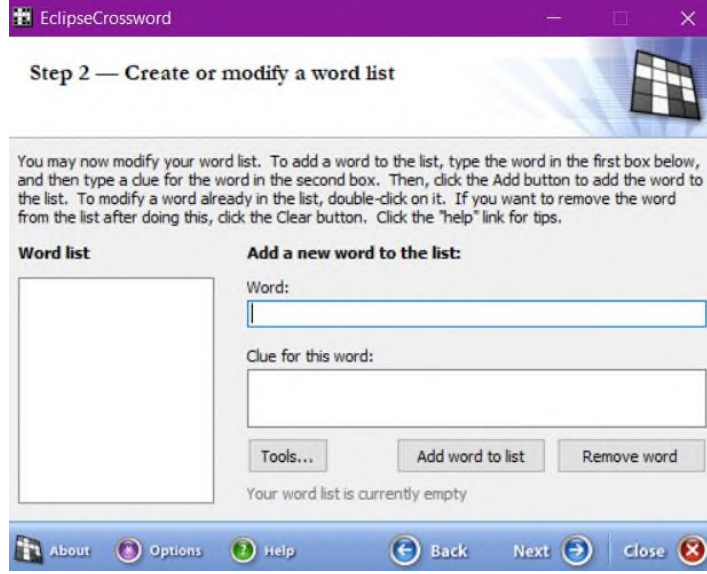 EclipseCrossword
Step 2 — Create or modify a word list
You may now modify your word list. To add a word to the list, type the word in the first box below,
and then type a clue for the word in the second box. Then, click the Add button to add the word to
the list. To modify a word already in the list, double-click on it. If you want to remove the word
from the list after doing this, click the Clear button. Click the "help" link for tips.
Word list
Add a new word to the list:
Word:
Clue for this word:
Tools... Add word to list Remove word
Your word list is currently empty
About Options Help Back Next Close